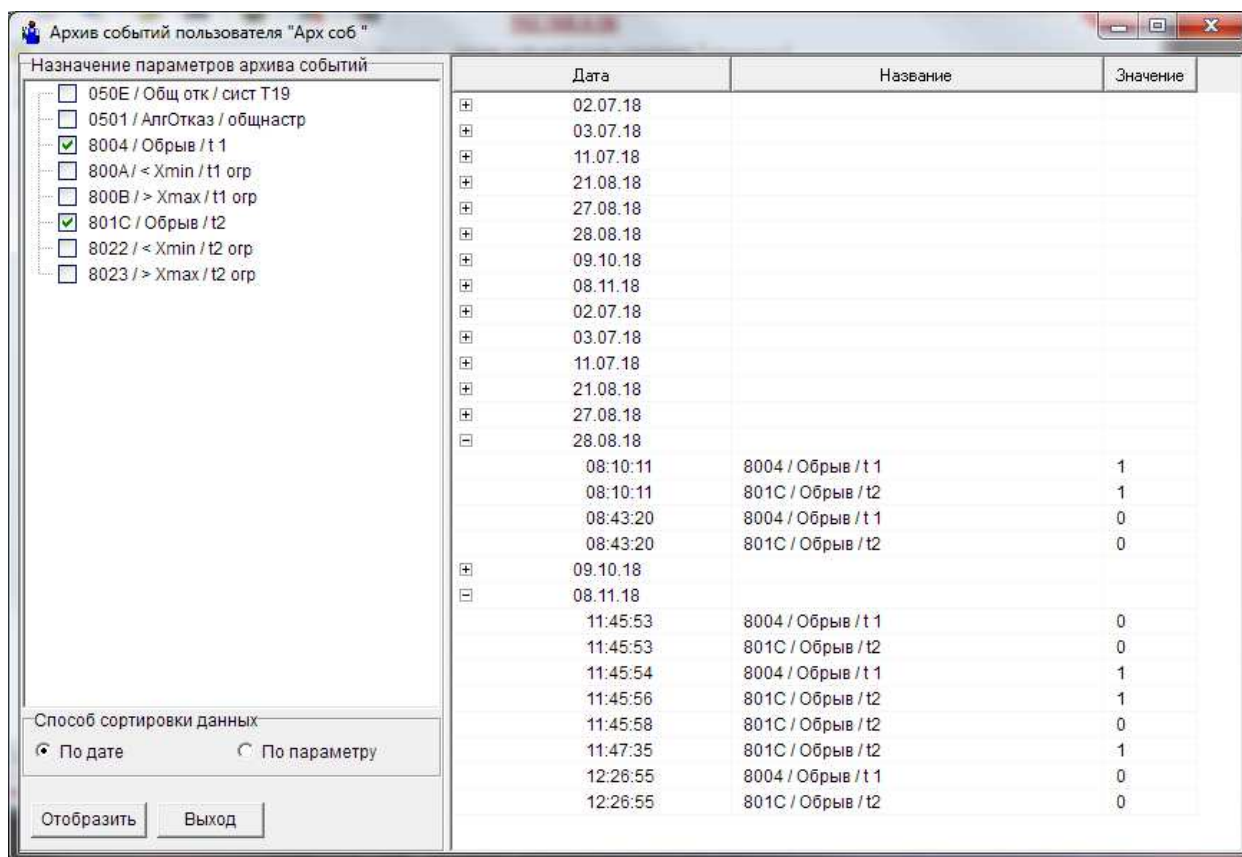 Архив событий пользователя "Арх соб "
Назначение параметров архива событий
050E / Общ отк / сист Т19
0501 / АлгОтказ / общнастр
8004 / Обрыв / t 1
800A / < Xmin / t1 огр
800B / > Xmax / t1 огр
801C / Обрыв / t2
8022 / < Xmin / t2 огр
8023 / > Xmax / t2 огр
Способ сортировки данных
По дате По параметру
Отобразить Выход
Дата Название Значение
02.07.18
03.07.18
11.07.18
21.08.18
27.08.18
28.08.18
09.10.18
08.11.18
02.07.18
03.07.18
11.07.18
21.08.18
27.08.18
28.08.18
08:10:11 8004 / Обрыв / t 1 1
08:10:11 801C / Обрыв / t2 1
08:43:20 8004 / Обрыв / t 1 0
08:43:20 801C / Обрыв / t2 0
09.10.18
08.11.18
11:45:53 8004 / Обрыв / t 1 0
11:45:53 801C / Обрыв / t2 0
11:45:54 8004 / Обрыв / t 1 1
11:45:56 801C / Обрыв / t2 1
11:45:58 801C / Обрыв / t2 0
11:47:35 801C / Обрыв / t2 1
12:26:55 8004 / Обрыв / t 1 0
12:26:55 801C / Обрыв / t2 0